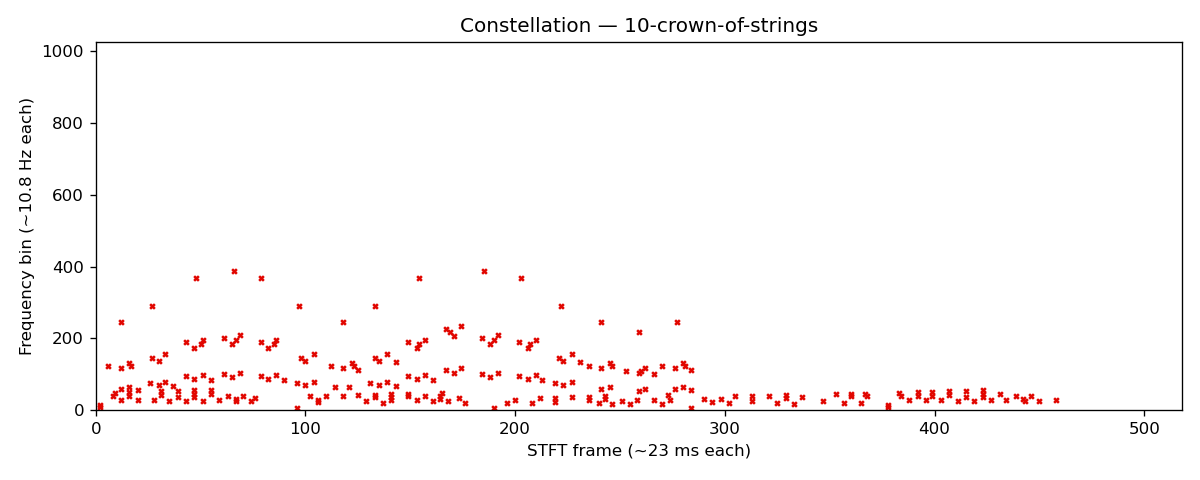 Constellation — 10-crown-of-strings
1000
800
600
400
200
0
Frequency bin (~10.8 Hz each)
0 100 200 300 400 500
STFT frame (~23 ms each)